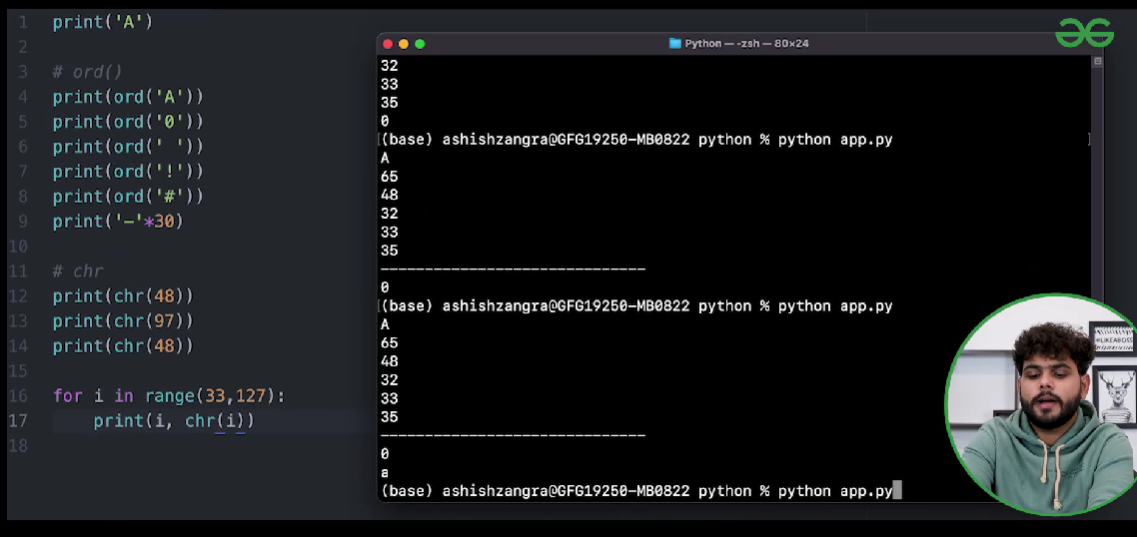 1 print('A')
2
3 # ord()
4 print(ord('A'))
5 print(ord('0'))
6 print(ord(' '))
7 print(ord('!'))
8 print(ord('#'))
9 print('-'*30)
10
11 # chr
12 print(chr(48))
13 print(chr(97))
14 print(chr(48))
15
16 for i in range(33,127):
17 print(i, chr(i))
18
Python — -zsh — 80×24
32
33
35
0
[(base) ashishzangra@GFG19250-MB0822 python % python app.py ]
A
65
48
32
33
35
------------------------------
0
[(base) ashishzangra@GFG19250-MB0822 python % python app.py
A
65
48
32
33
35
------------------------------
0
a
(base) ashishzangra@GFG19250-MB0822 python % python app.py
#LIKEABOSS